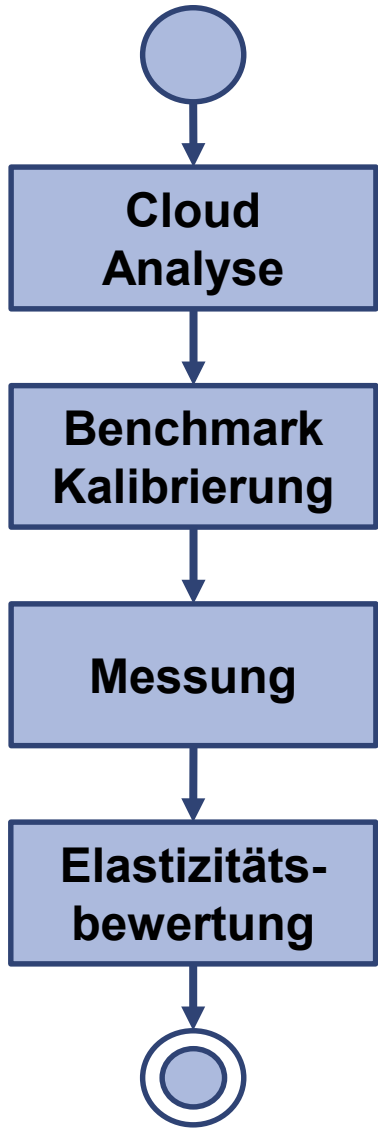 Cloud
Analyse
Benchmark
Kalibrierung
Messung
Elastizitäts-
bewertung